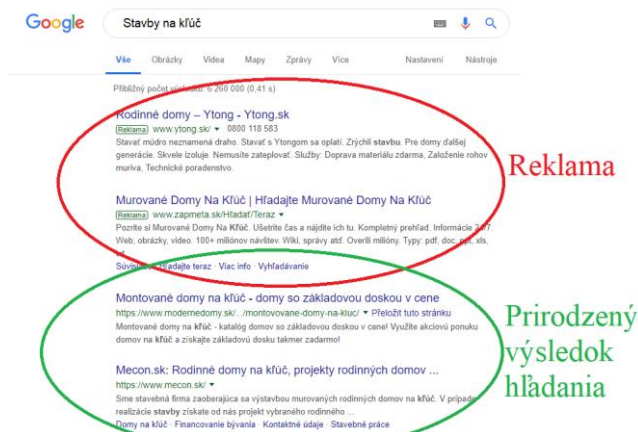 Google
Stavby na kľúč
Vše Obrázky Videa Mapy Zprávy Více Nastavení Nástroje
Přibližný počet výsledků: 6 260 000 (0,41 s)
Rodinné domy – Ytong - Ytong.sk
Reklama www.ytong.sk/ 0800 118 583
Stavať múdro neznamená draho. Stavať s Ytongom sa oplatí. Zrýchli stavbu. Pre domy ďalšej
generácie. Skvele izoluje. Nemusíte zatepľovať. Služby: Doprava materiálu zdarma, Založenie rohov
muriva, Technické poradenstvo.
Murované Domy Na Kľúč | Hľadajte Murované Domy Na Kľúč
Reklama www.zapmeta.sk/Hľadať/Teraz
Pozrite si Murované Domy Na Kľúč. Ušetrite čas a nájdite ich tu. Kompletný prehľad. Informácie 24/7.
Web, obrázky, video. 100+ miliónov návštev. Wiki, správy atď. Overili milióny. Typy: pdf, doc, ppt, xls,
Hľadajte teraz · Viac info · Vyhľadávanie
Reklama
Montované domy na kľúč - domy so základovou doskou v cene
https://www.modernedomy.sk/.../montovovane-domy-na-kluc/ Přeložit tuto stránku
Montované domy na kľúč - katalóg domov so základovou doskou v cene! Využite akciovú ponuku
domov na kľúč a získajte základovú dosku takmer zadarmo!
Mecon.sk: Rodinné domy na kľúč, projekty rodinných domov ...
https://www.mecon.sk/
Sme stavebná firma zaoberajúca sa výstavbou murovaných rodinných domov na kľúč. V prípade
realizácie stavby získate od nás projekt vybraného rodinného ...
Domy na kľúč · Financovanie bývania · Kontaktné údaje · Stavebné práce
Prirodzený
výsledok
hľadania